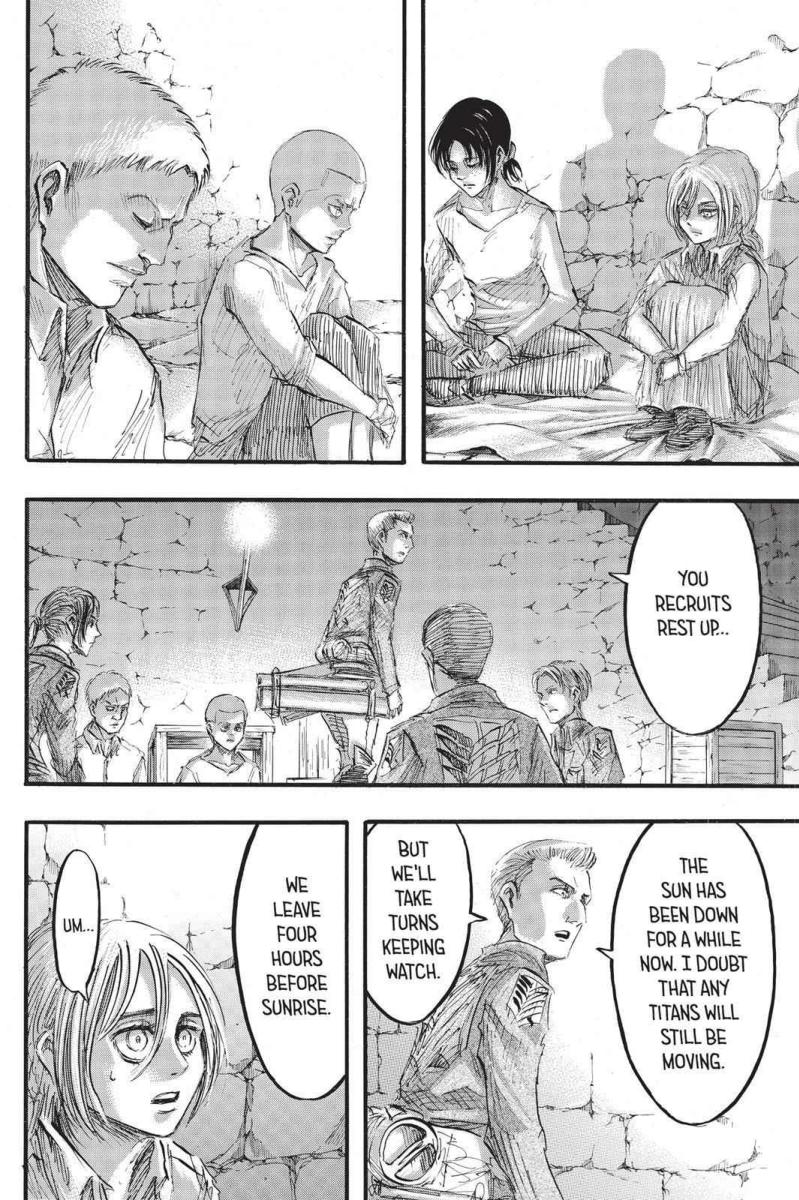 YOU
RECRUITS
REST UP...
THE
SUN HAS
BEEN DOWN
FOR A WHILE
NOW. I DOUBT
THAT ANY
TITANS WILL
STILL BE
MOVING.
BUT
WE'LL
TAKE
TURNS
KEEPING
WATCH.
WE
LEAVE
FOUR
HOURS
BEFORE
SUNRISE.
UM...